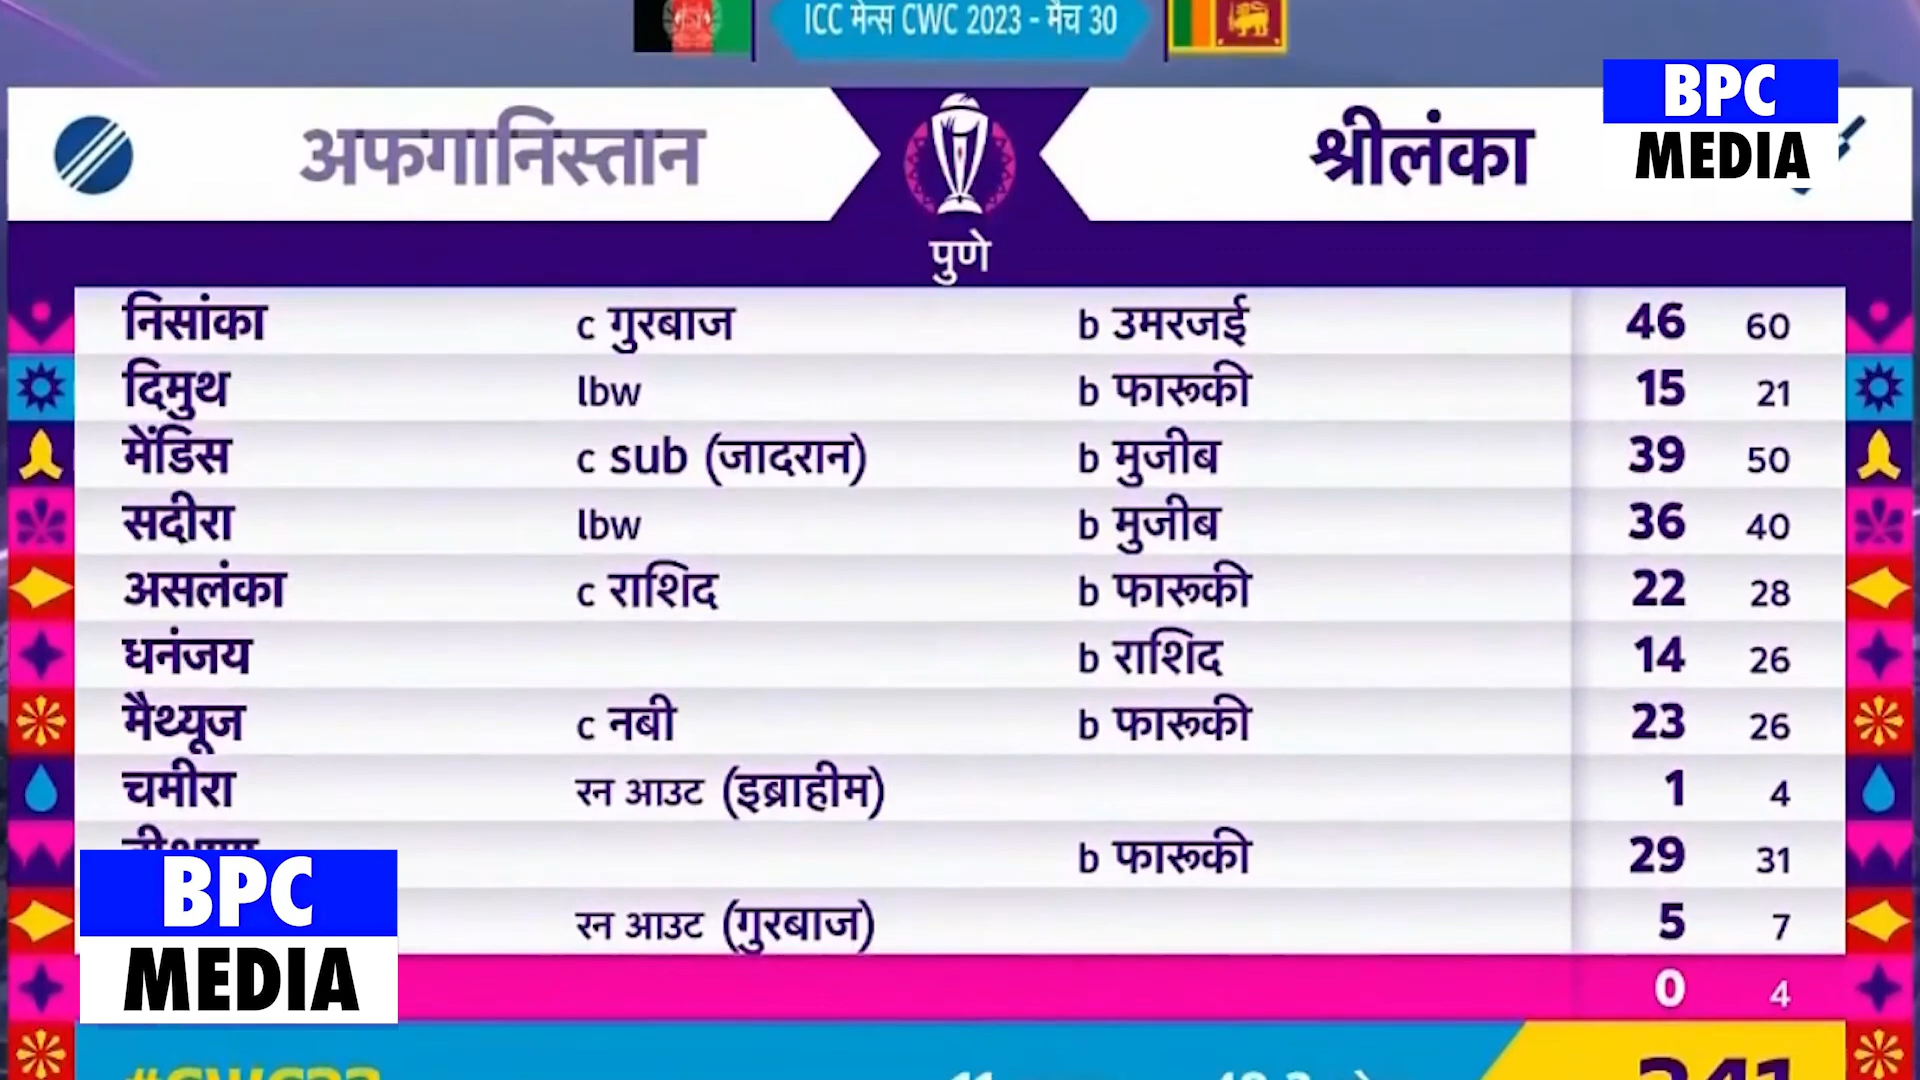 ICC मेन्स CWC 2023 - मैच 30
BPC
MEDIA
अफगानिस्तान श्रीलंका
पुणे
निसांका c गुरबाज b उमरजई 46 60
दिमुथ lbw b फारूकी 15 21
मेंडिस c sub (जादरान) b मुजीब 39 50
सदीरा lbw b मुजीब 36 40
असलंका c राशिद b फारूकी 22 28
धनंजय b राशिद 14 26
मैथ्यूज c नबी b फारूकी 23 26
चमीरा रन आउट (इब्राहीम) 1 4
b फारूकी 29 31
रन आउट (गुरबाज) 5 7
0 4
BPC
MEDIA
241